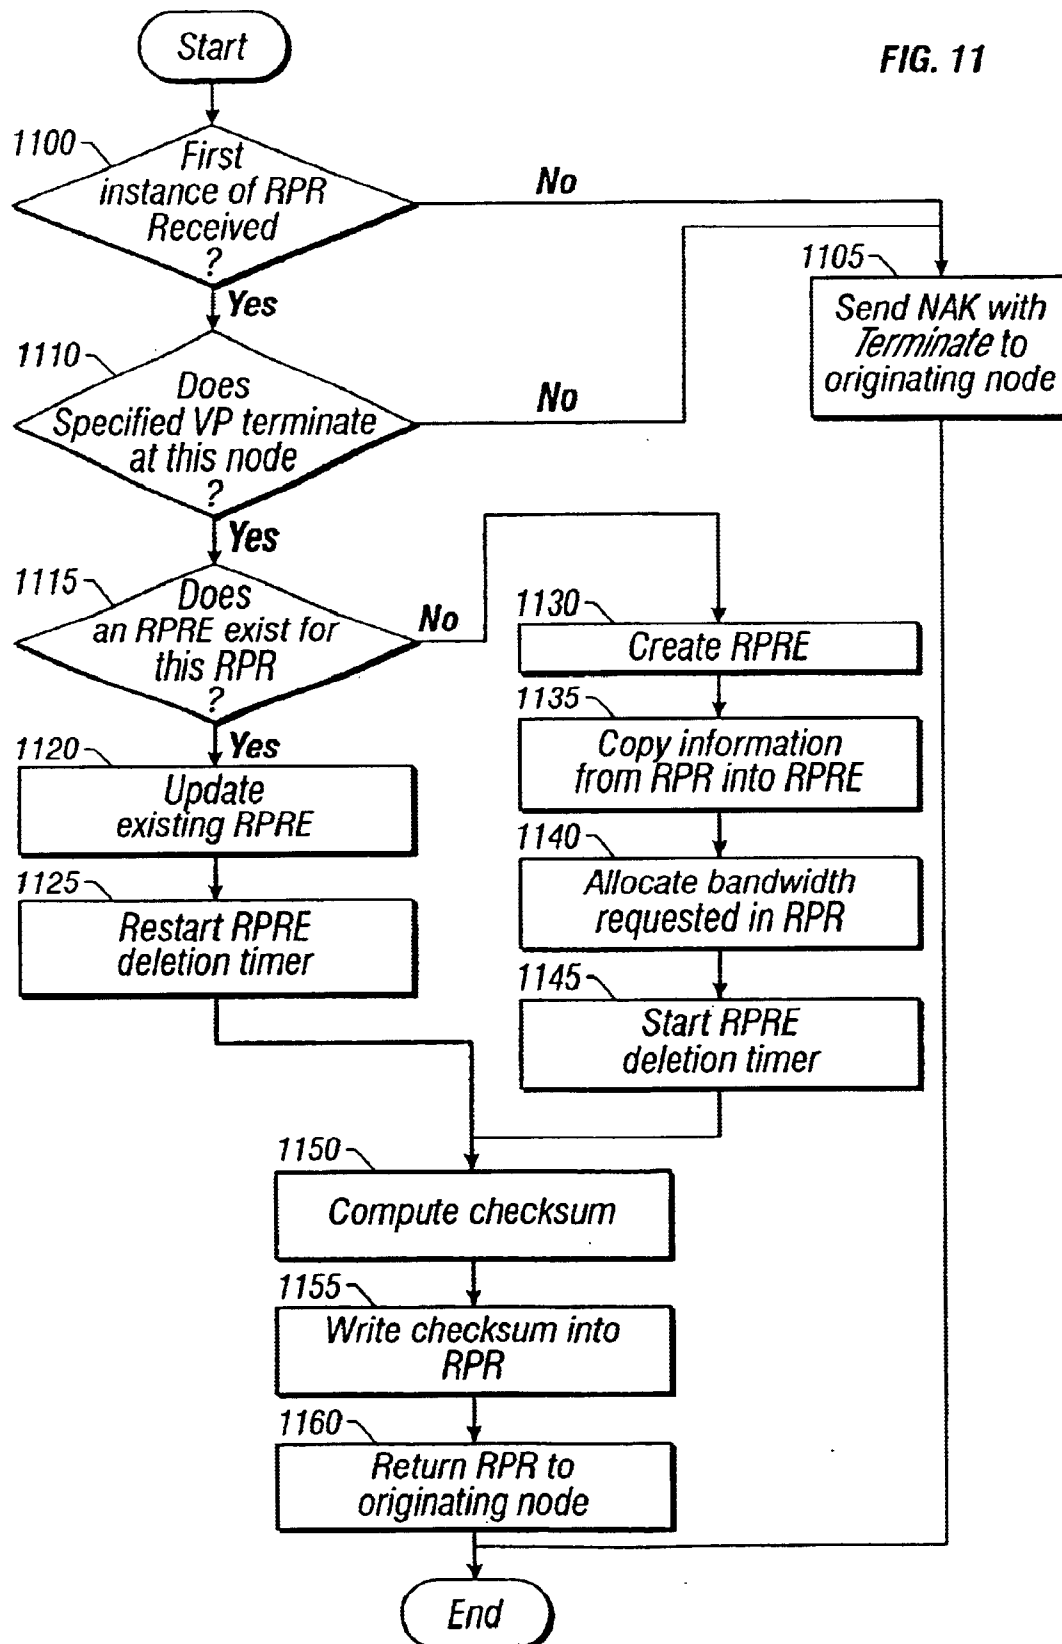 Start
FIG. 11
1100
First
instance of RPR
Received
?
No
Yes
1105
Send NAK with
Terminate to
originating node
1110
Does
Specified VP terminate
at this node
?
No
Yes
1115
Does
an RPRE exist for
this RPR
?
No
Yes
1120
Update
existing RPRE
1125
Restart RPRE
deletion timer
1130
Create RPRE
1135
Copy information
from RPR into RPRE
1140
Allocate bandwidth
requested in RPR
1145
Start RPRE
deletion timer
1150
Compute checksum
1155
Write checksum into
RPR
1160
Return RPR to
originating node
End